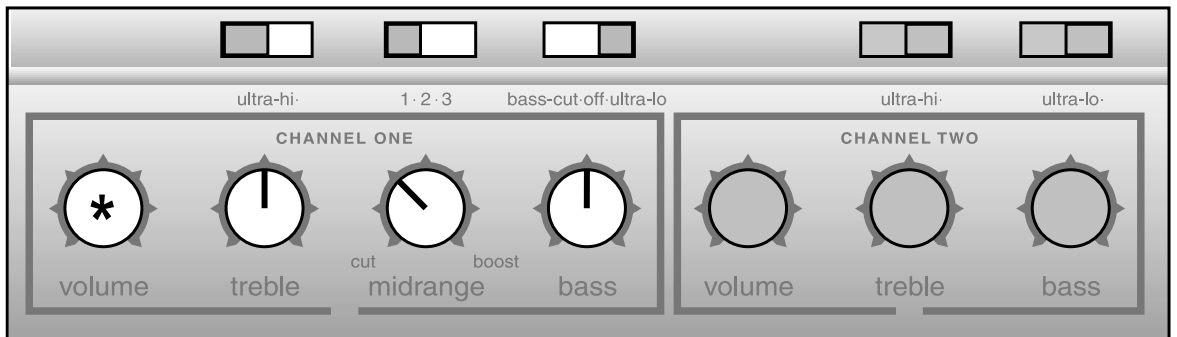 ultra-hi· 1·2·3 bass-cut·off·ultra-lo ultra-hi· ultra-lo·
CHANNEL ONE CHANNEL TWO
*
cut boost
volume treble midrange bass volume treble bass